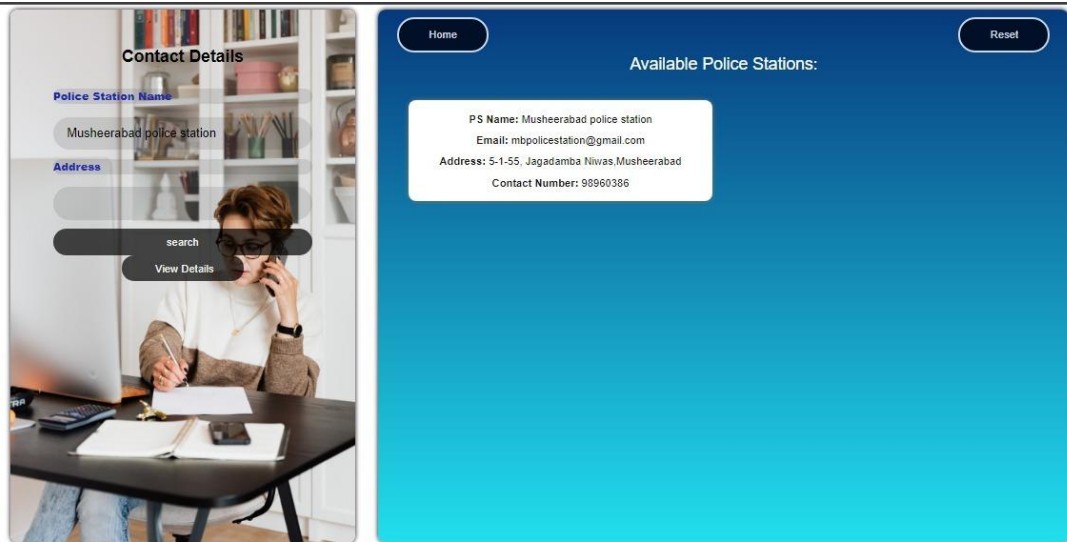 Contact Details
Police Station Name
Musheerabad police station
Address
search
View Details
Home
Reset
Available Police Stations:
PS Name: Musheerabad police station
Email: mbpolicestation@gmail.com
Address: 5-1-55, Jagadamba Niwas,Musheerabad
Contact Number: 98960386